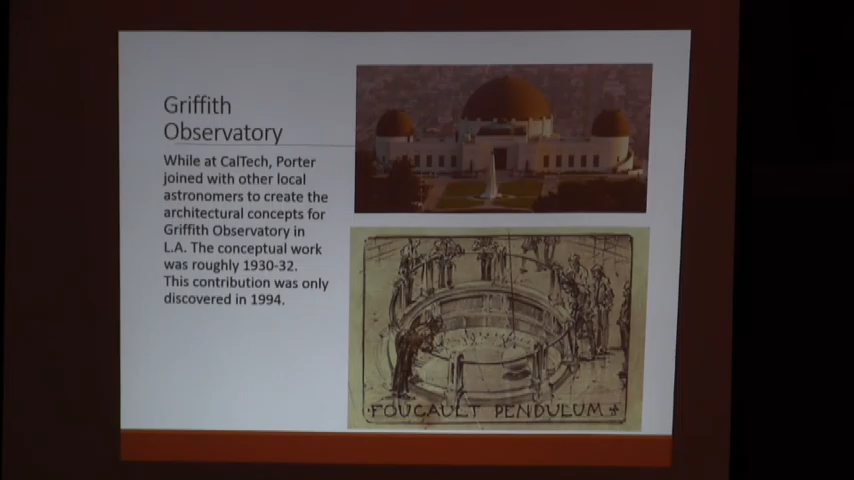 Griffith
Observatory
While at CalTech, Porter
joined with other local
astronomers to create the
architectural concepts for
Griffith Observatory in
L.A. The conceptual work
was roughly 1930-32.
This contribution was only
discovered in 1994.
FOUCAULT PENDULUM